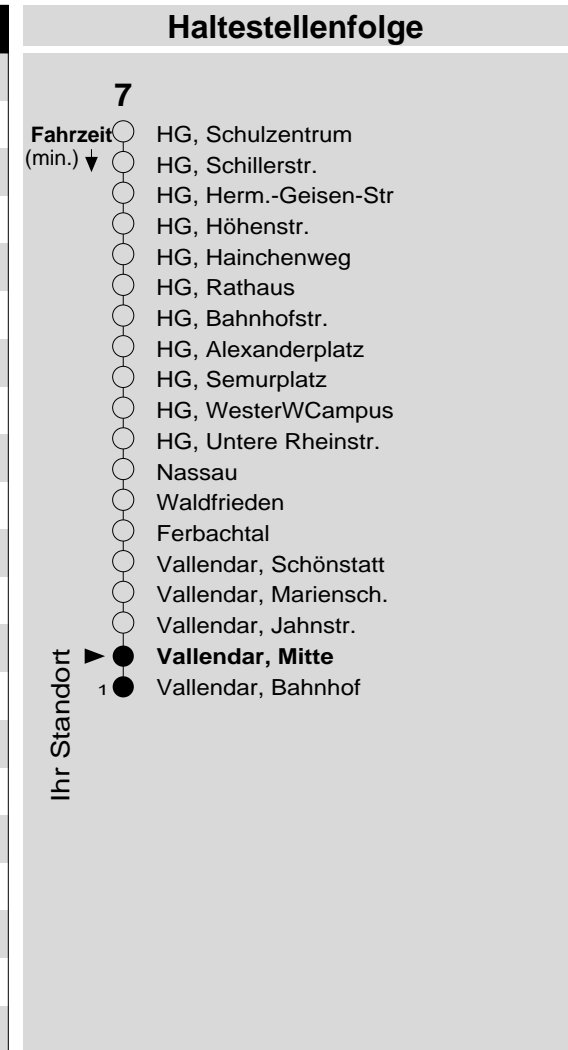 Haltestellenfolge
7
Fahrzeit
(min.)
HG, Schulzentrum
HG, Schillerstr.
HG, Herm.-Geisen-Str
HG, Höhenstr.
HG, Hainchenweg
HG, Rathaus
HG, Bahnhofstr.
HG, Alexanderplatz
HG, Semurplatz
HG, WesterWCampus
HG, Untere Rheinstr.
Nassau
Waldfrieden
Ferbachtal
Vallendar, Schönstatt
Vallendar, Mariensch.
Vallendar, Jahnstr.
Vallendar, Mitte
1 Vallendar, Bahnhof
Ihr Standort